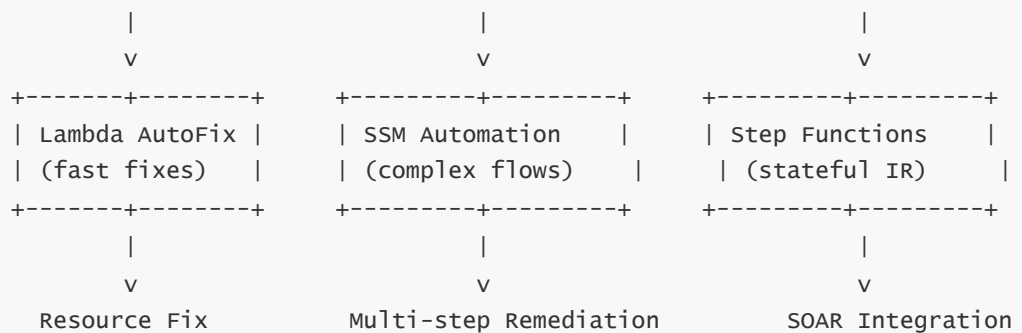 |                      |                        |
        v                      v                        v
+-------+--------+     +---------+---------+     +---------+---------+
| Lambda AutoFix |     | SSM Automation    |     | Step Functions    |
| (fast fixes)   |     | (complex flows)    |     | (stateful IR)      |
+-------+--------+     +---------+---------+     +---------+---------+
        |                      |                        |
        v                      v                        v
  Resource Fix          Multi-step Remediation        SOAR Integration